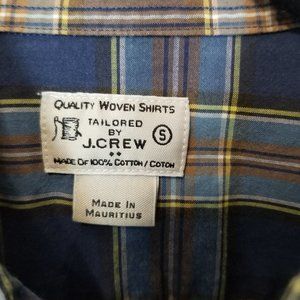 QUALITY WOVEN SHIRTS
TAILORED
BY
S
J.CREW
MADE OF 100% COTTON / COTON
MADE IN
MAURITIUS